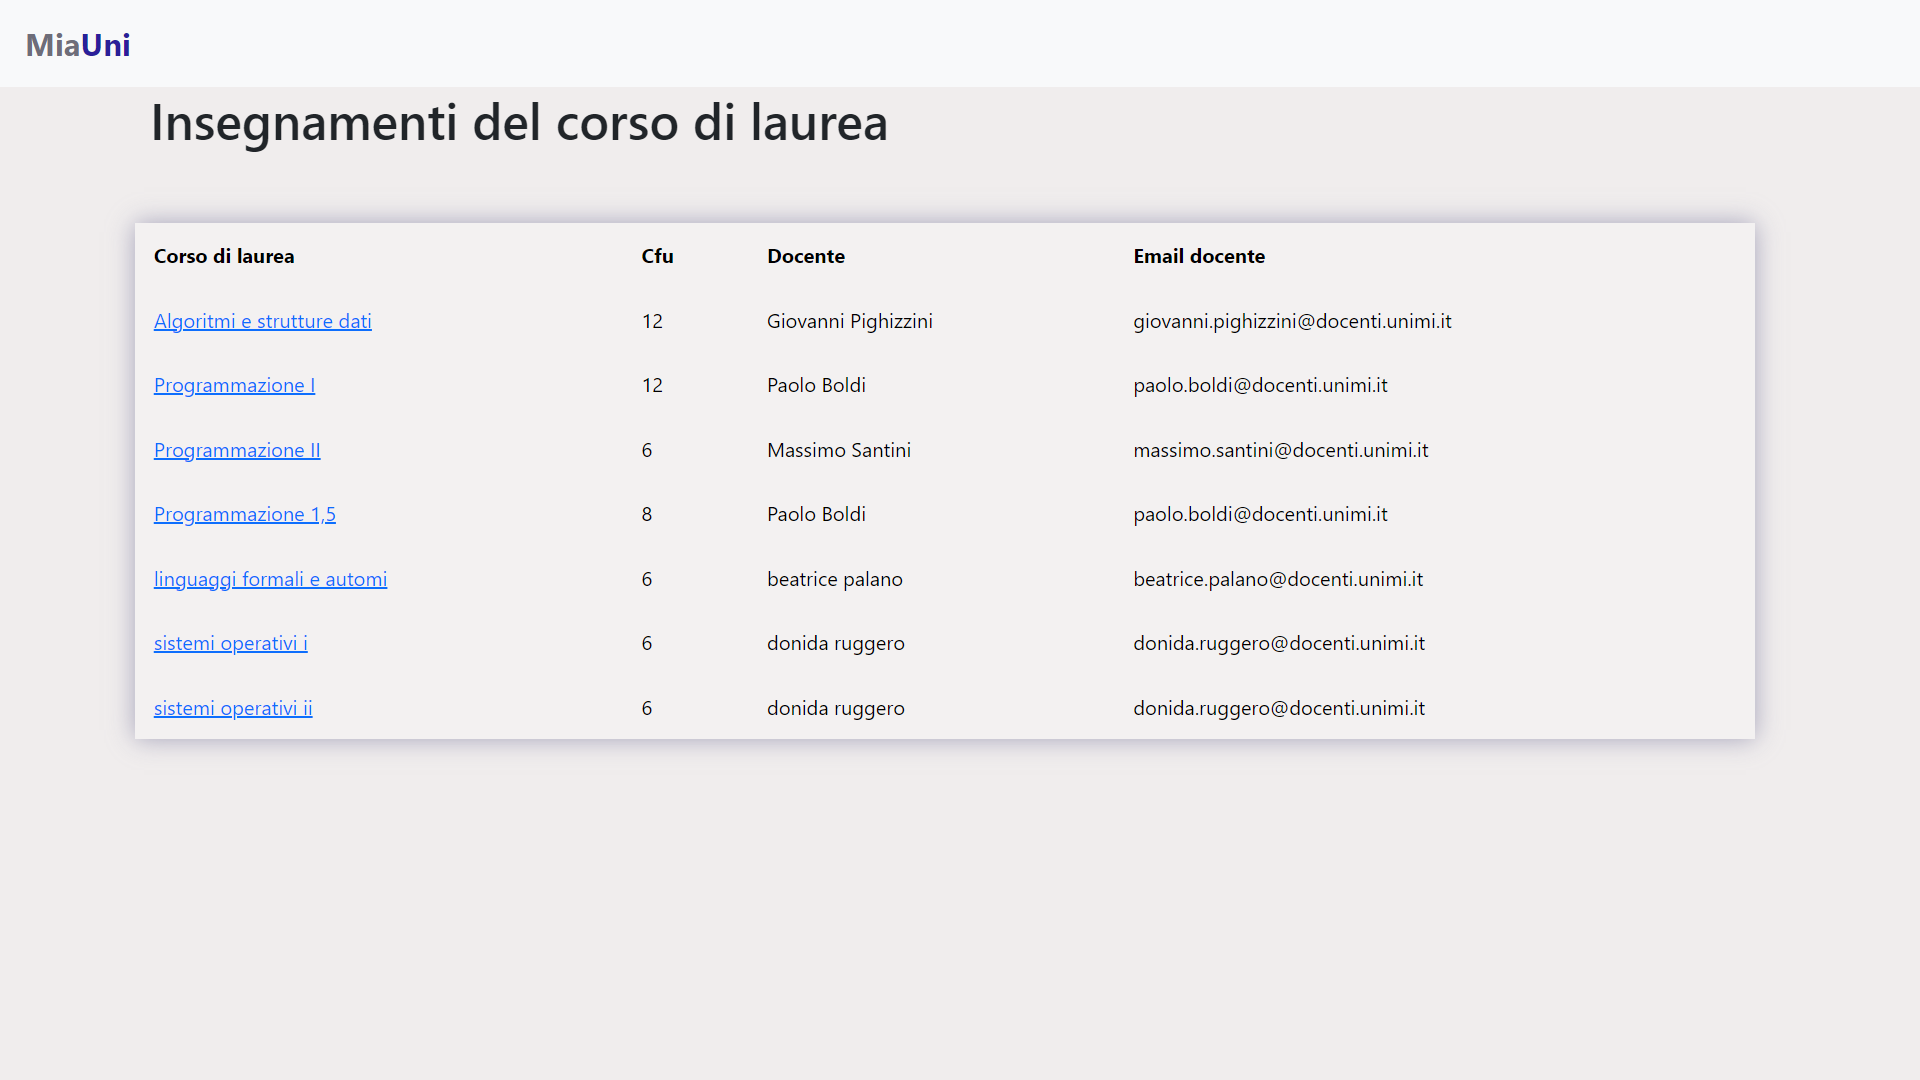 MiaUni
Insegnamenti del corso di laurea
Corso di laurea Cfu Docente Email docente
Algoritmi e strutture dati 12 Giovanni Pighizzini giovanni.pighizzini@docenti.unimi.it
Programmazione I 12 Paolo Boldi paolo.boldi@docenti.unimi.it
Programmazione II 6 Massimo Santini massimo.santini@docenti.unimi.it
Programmazione 1,5 8 Paolo Boldi paolo.boldi@docenti.unimi.it
linguaggi formali e automi 6 beatrice palano beatrice.palano@docenti.unimi.it
sistemi operativi i 6 donida ruggero donida.ruggero@docenti.unimi.it
sistemi operativi ii 6 donida ruggero donida.ruggero@docenti.unimi.it